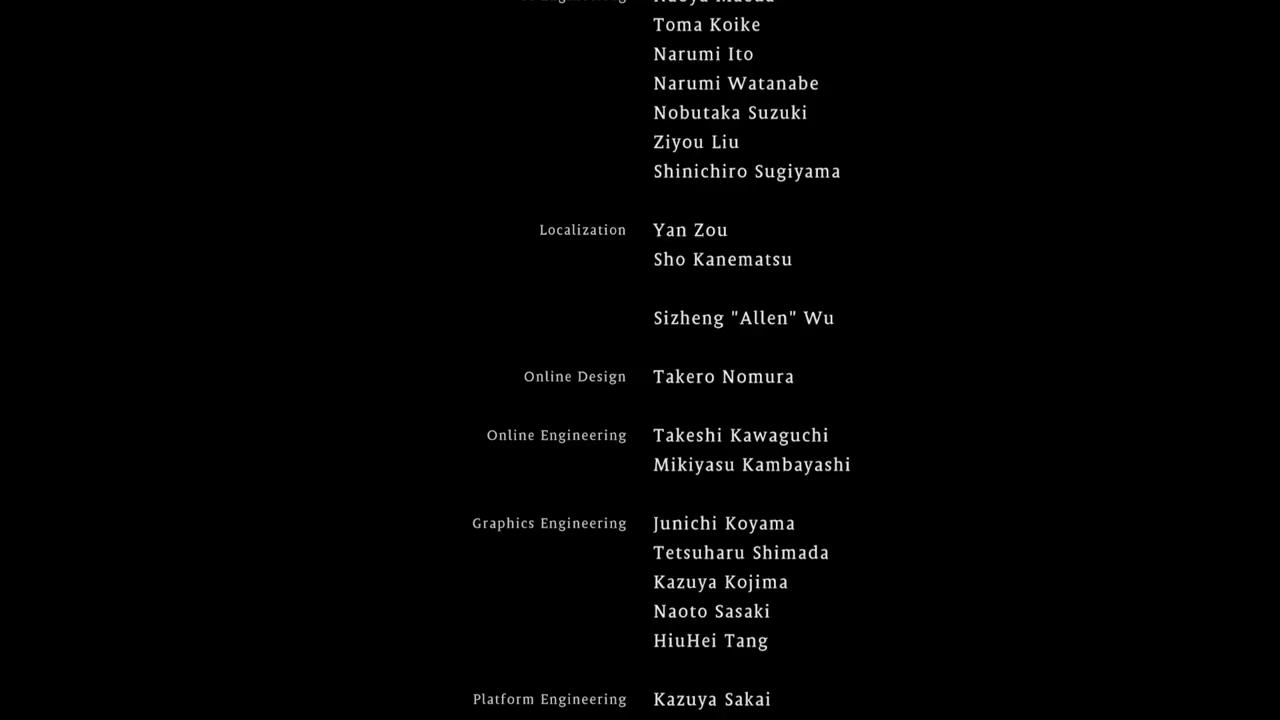 Toma Koike
Narumi Ito
Narumi Watanabe
Nobutaka Suzuki
Ziyou Liu
Shinichiro Sugiyama
Localization Yan Zou
Sho Kanematsu
Sizheng "Allen" Wu
Online Design Takero Nomura
Online Engineering Takeshi Kawaguchi
Mikiyasu Kambayashi
Graphics Engineering Junichi Koyama
Tetsuharu Shimada
Kazuya Kojima
Naoto Sasaki
HiuHei Tang
Platform Engineering Kazuya Sakai